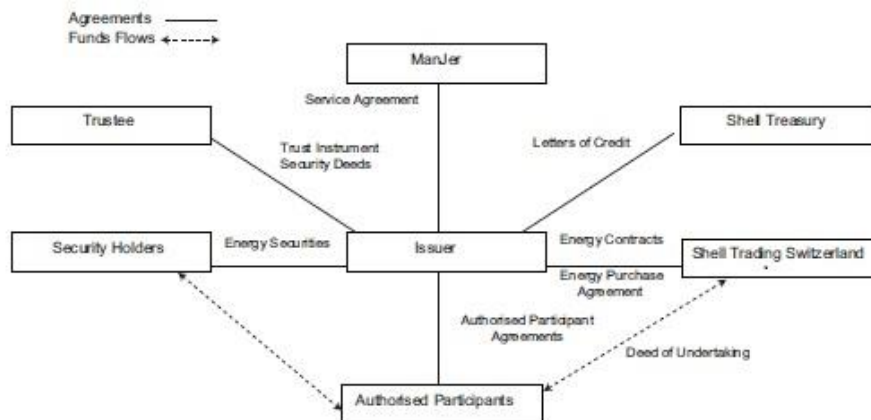 Agreements
Funds Flows
ManJer
Service Agreement
Trustee
Shell Treasury
Trust Instrument
Security Deeds
Letters of Credit
Security Holders
Energy Securities
Issuer
Energy Contracts
Shell Trading Switzerland
Energy Purchase
Agreement
Authorised Participant
Agreements
Deed of Undertaking
Authorised Participants